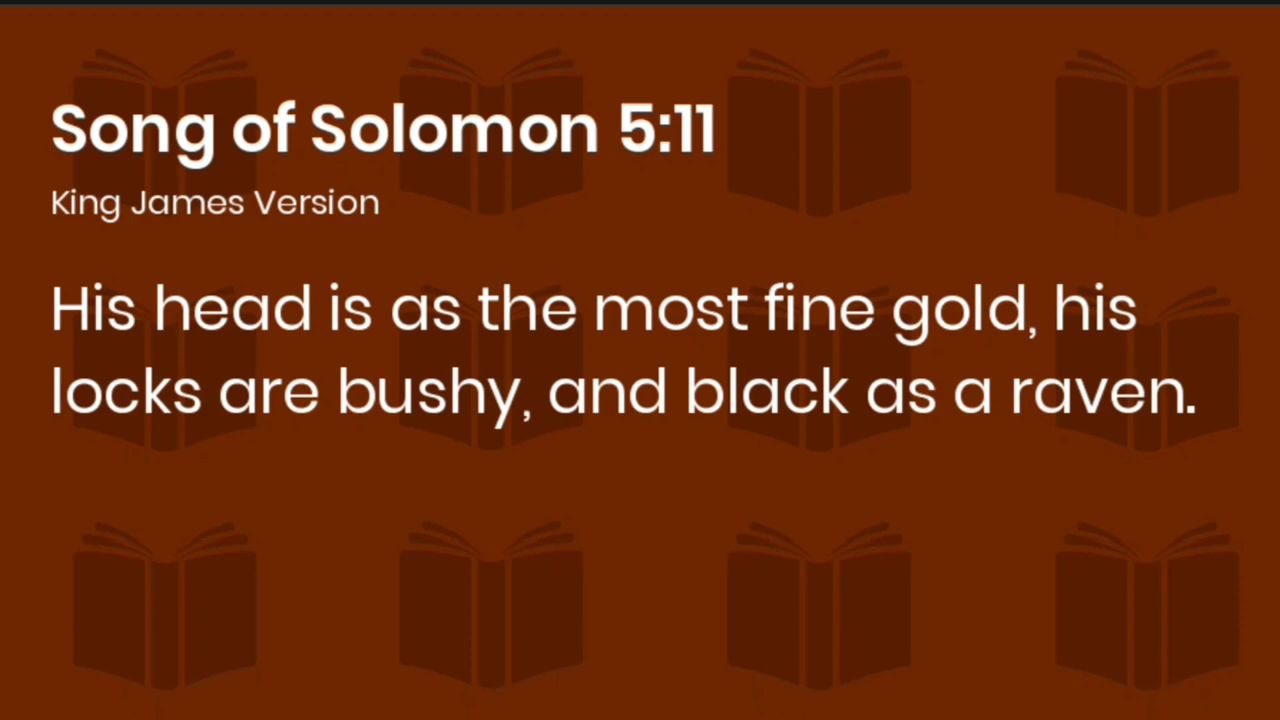 Song of Solomon 5:11
King James Version
His head is as the most fine gold, his
locks are bushy, and black as a raven.